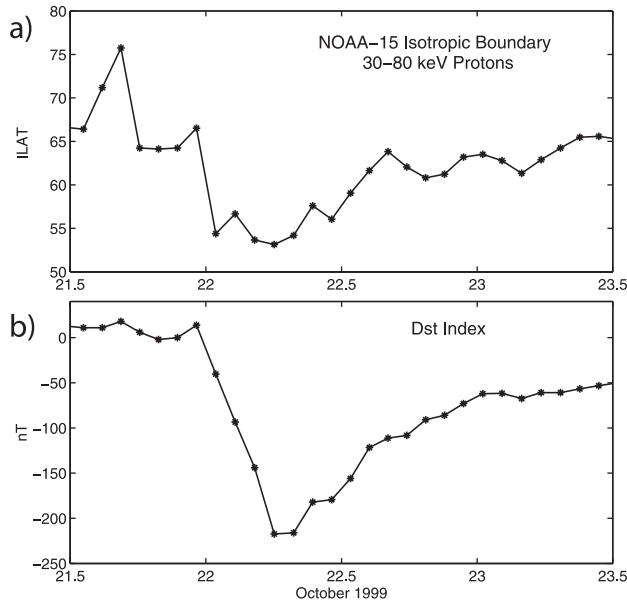 a)
NOAA-15 Isotropic Boundary
30-80 keV Protons
ILAT
80
75
70
65
60
55
50
21.5 22 22.5 23 23.5
b)
Dst Index
nT
0
-50
-100
-150
-200
-250
21.5 22 22.5 23 23.5
October 1999